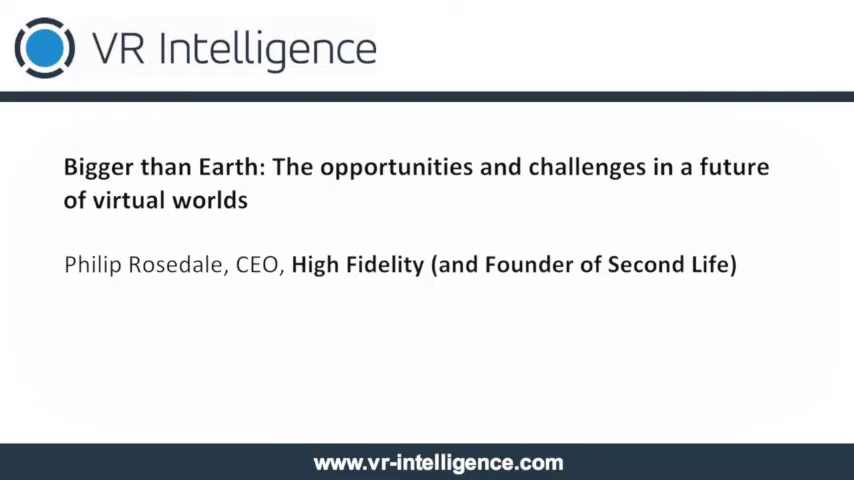 VR Intelligence
Bigger than Earth: The opportunities and challenges in a future
of virtual worlds
Philip Rosedale, CEO, High Fidelity (and Founder of Second Life)
www.vr-intelligence.com